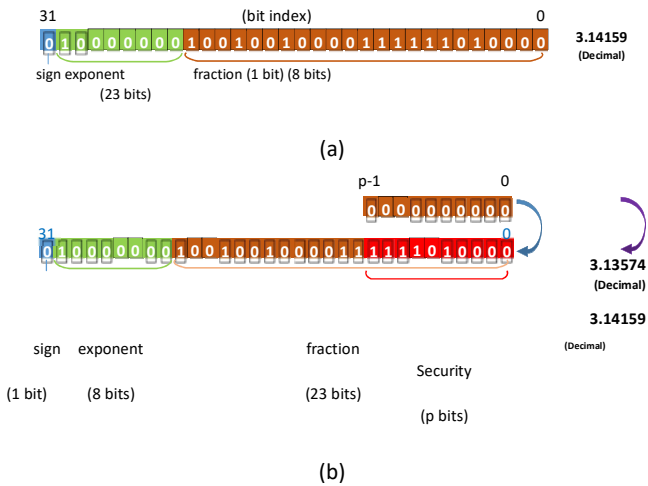 31 (bit index) 0
0 1 0 0 0 0 0 0 0 1 0 0 1 0 0 1 0 0 0 0 1 1 1 1 1 1 0 1 0 0 0 0 3.14159
(Decimal)
sign exponent fraction (1 bit) (8 bits)
(23 bits)
(a)
p-1 0
0 0 0 0 0 0 0 0 0 0
31 0
0 1 0 0 0 0 0 0 0 1 0 0 1 0 0 1 0 0 0 0 1 1 1 1 1 1 0 1 0 0 0 0
3.13574
(Decimal)
3.14159
sign exponent fraction (Decimal)
Security
(1 bit) (8 bits) (23 bits)
(p bits)
(b)